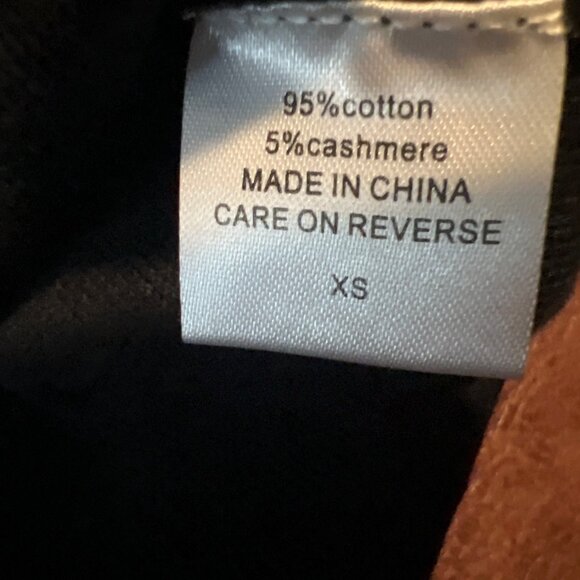 95%cotton
5%cashmere
MADE IN CHINA
CARE ON REVERSE
XS